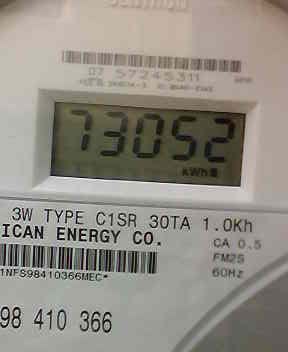 07 57245311
73052
kWh
3W TYPE C1SR 30TA 1.0Kh
ICAN ENERGY CO.
CA 0.5
FM2S
60Hz
1NFS98410366MEC*
98 410 366